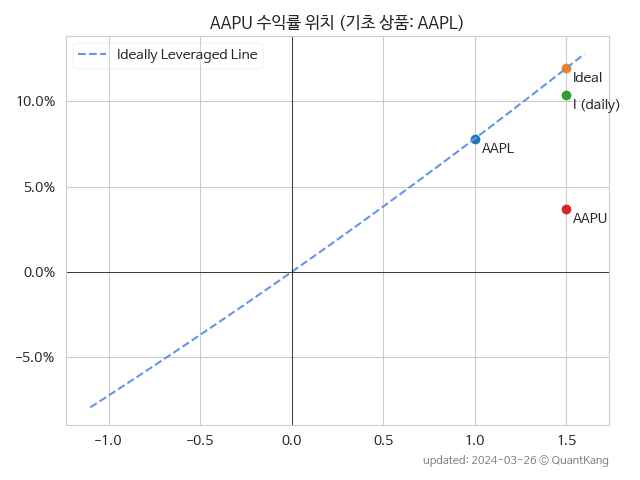 AAPU 수익률 위치 (기초 상품: AAPL)
Ideally Leveraged Line
Ideal
10.0%
I (daily)
AAPL
5.0%
AAPU
0.0%
−5.0%
−1.0 −0.5 0.0 0.5 1.0 1.5
updated: 2024-03-26 © QuantKang